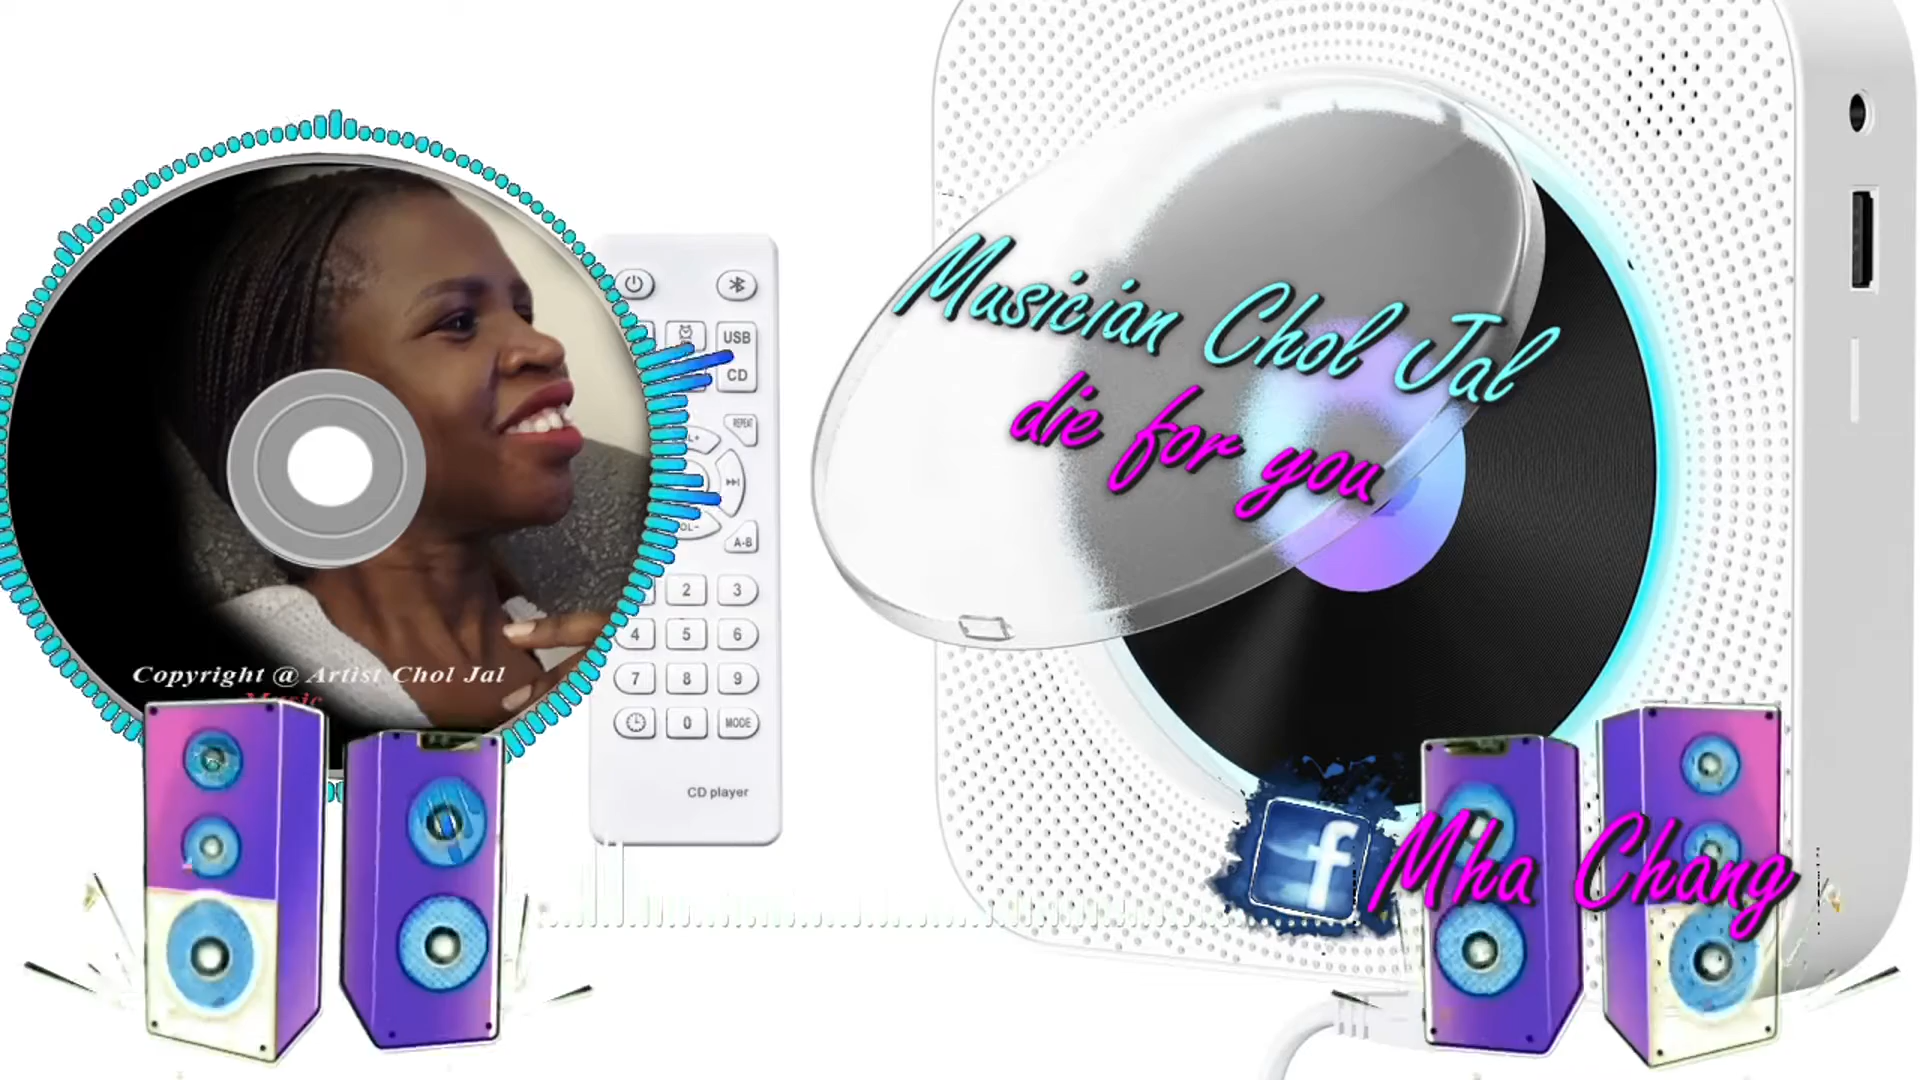 Musician Chol Jal
die for you
USB
CD
REPEAT
A-B
2 3
4 5 6
7 8 9
0 MODE
CD player
Copyright @ Artist Chol Jal
Music
f
Mha Chang